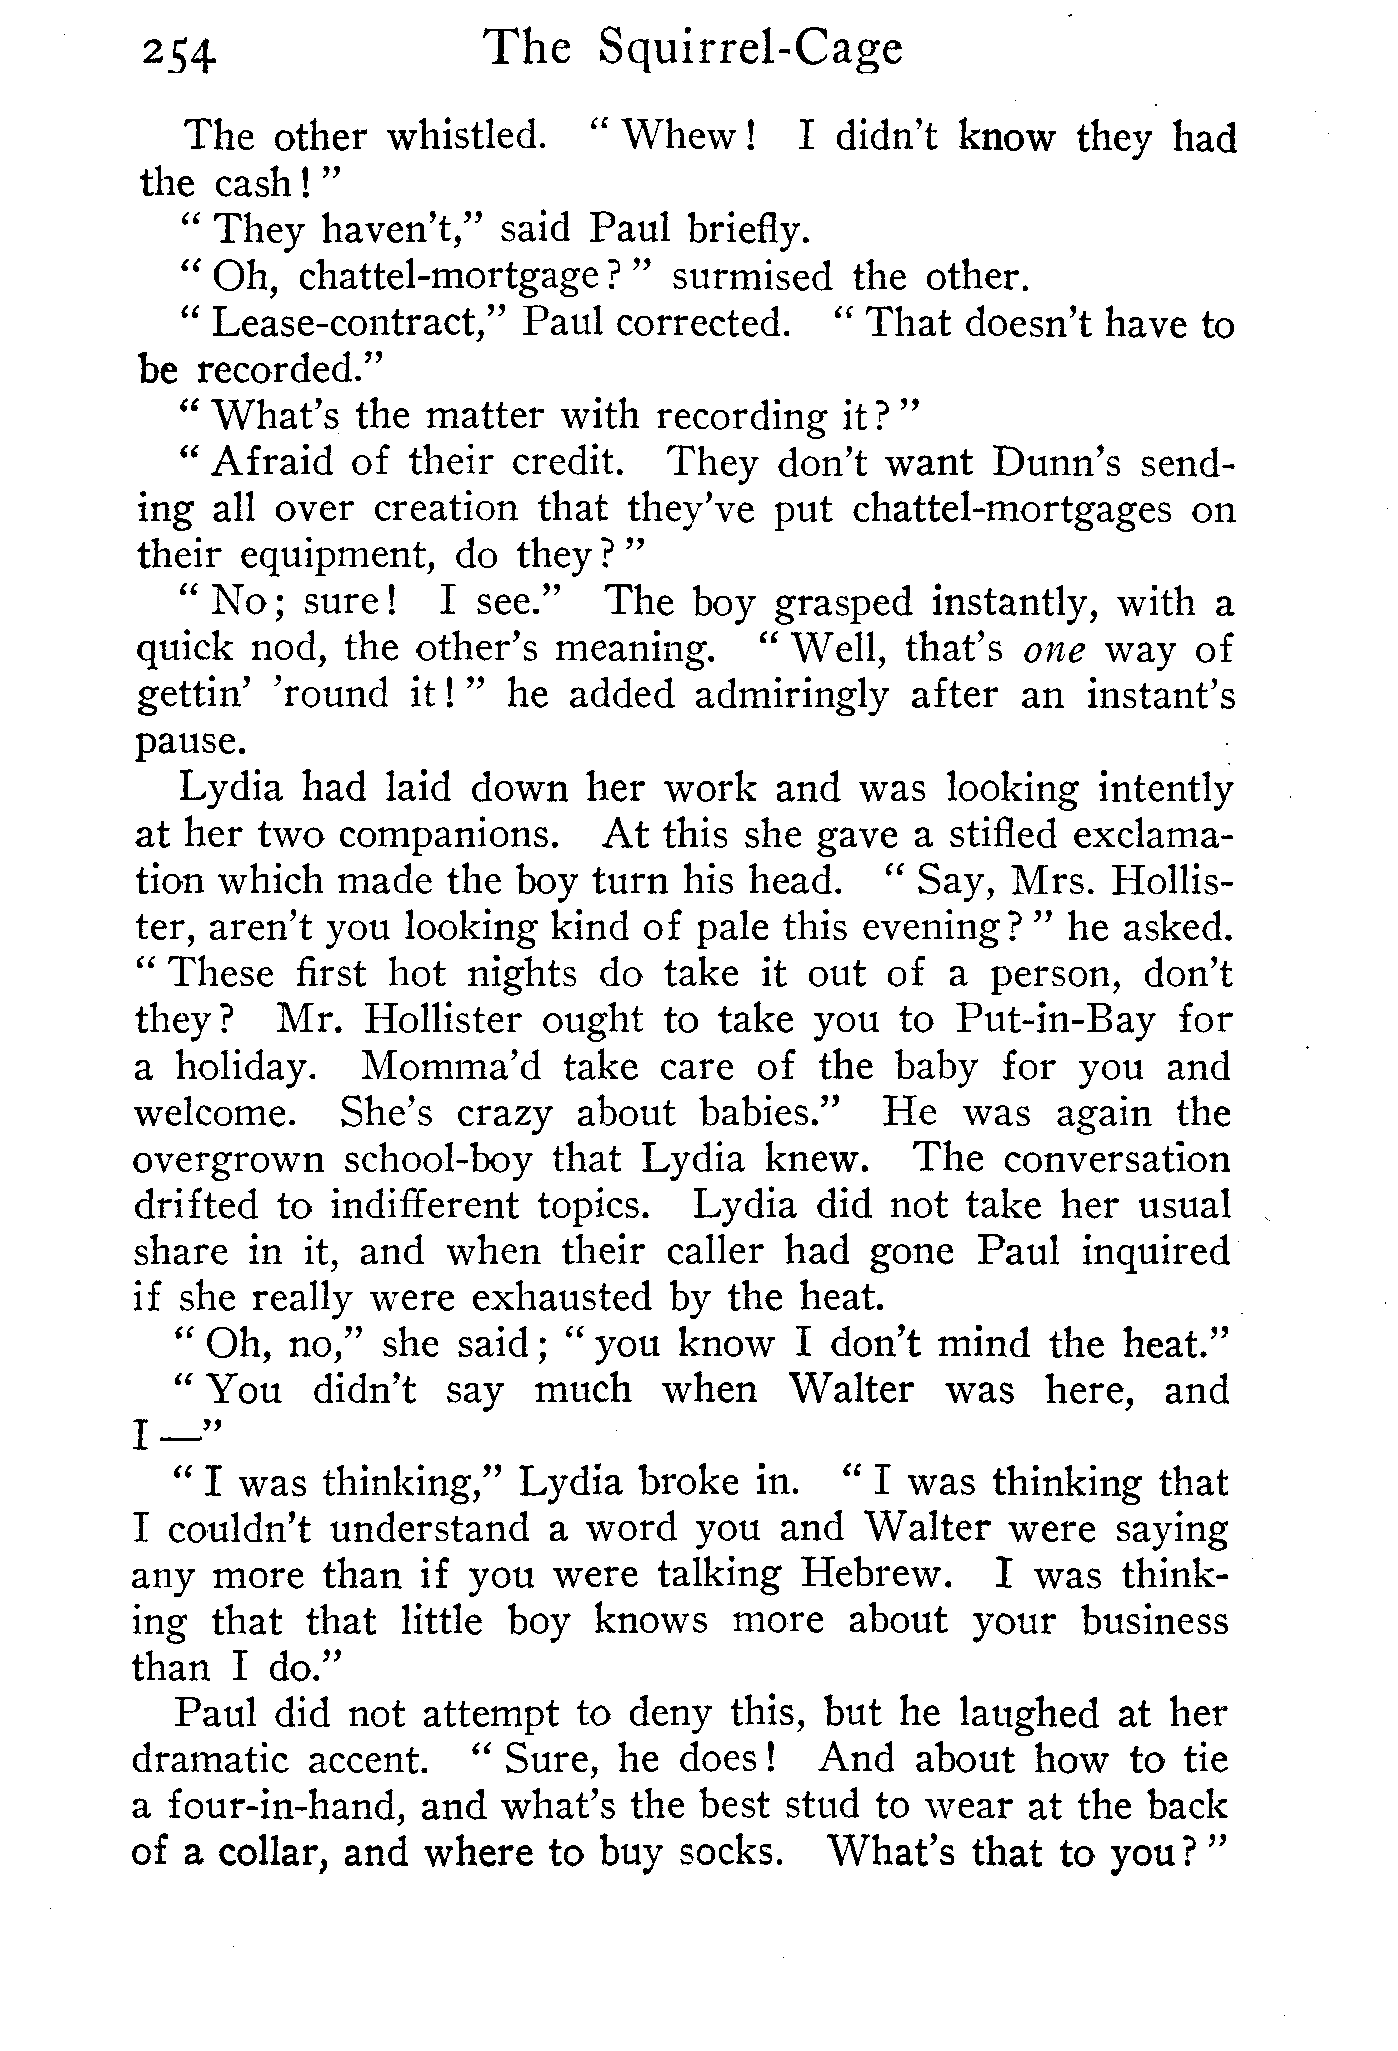 254 The Squirrel-Cage
The other whistled. " Whew! I didn't know they had
the cash! "
" They haven't," said Paul briefly.
" Oh, chattel-mortgage? " surmised the other.
" Lease-contract," Paul corrected. " That doesn't have to
be recorded."
" What's the matter with recording it? "
" Afraid of their credit. They don't want Dunn's send-
ing all over creation that they've put chattel-mortgages on
their equipment, do they? "
" No; sure! I see." The boy grasped instantly, with a
quick nod, the other's meaning. " Well, that's one way of
gettin' 'round it! " he added admiringly after an instant's
pause.
Lydia had laid down her work and was looking intently
at her two companions. At this she gave a stifled exclama-
tion which made the boy turn his head. " Say, Mrs. Hollis-
ter, aren't you looking kind of pale this evening? " he asked.
" These first hot nights do take it out of a person, don't
they? Mr. Hollister ought to take you to Put-in-Bay for
a holiday. Momma'd take care of the baby for you and
welcome. She's crazy about babies." He was again the
overgrown school-boy that Lydia knew. The conversation
drifted to indifferent topics. Lydia did not take her usual
share in it, and when their caller had gone Paul inquired
if she really were exhausted by the heat.
" Oh, no," she said; " you know I don't mind the heat."
" You didn't say much when Walter was here, and
I —"
" I was thinking," Lydia broke in. " I was thinking that
I couldn't understand a word you and Walter were saying
any more than if you were talking Hebrew. I was think-
ing that that little boy knows more about your business
than I do."
Paul did not attempt to deny this, but he laughed at her
dramatic accent. " Sure, he does! And about how to tie
a four-in-hand, and what's the best stud to wear at the back
of a collar, and where to buy socks. What's that to you? "